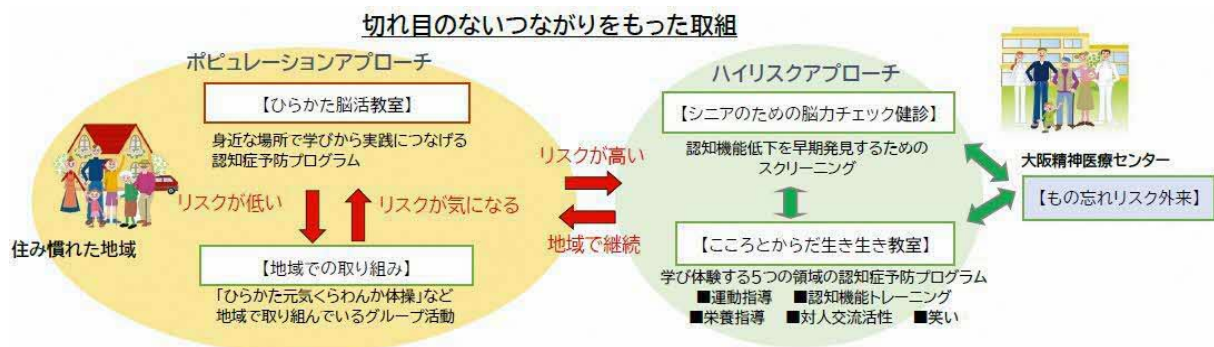 切れ目のないつながりをもった取組
ポピュレーションアプローチ
【ひらかた脳活教室】
身近な場所で学びから実践につなげる
認知症予防プログラム
リスクが低い
リスクが気になる
住み慣れた地域
【地域での取り組み】
「ひらかた元気くらわんか体操」など
地域で取り組んでいるグループ活動
リスクが高い
地域で継続
ハイリスクアプローチ
【シニアのための脳力チェック健診】
認知機能低下を早期発見するための
スクリーニング
【こころとからだ生き生き教室】
学び体験する5つの領域の認知症予防プログラム
■運動指導 ■認知機能トレーニング
■栄養指導 ■対人交流活性 ■笑い
大阪精神医療センター
【もの忘れリスク外来】